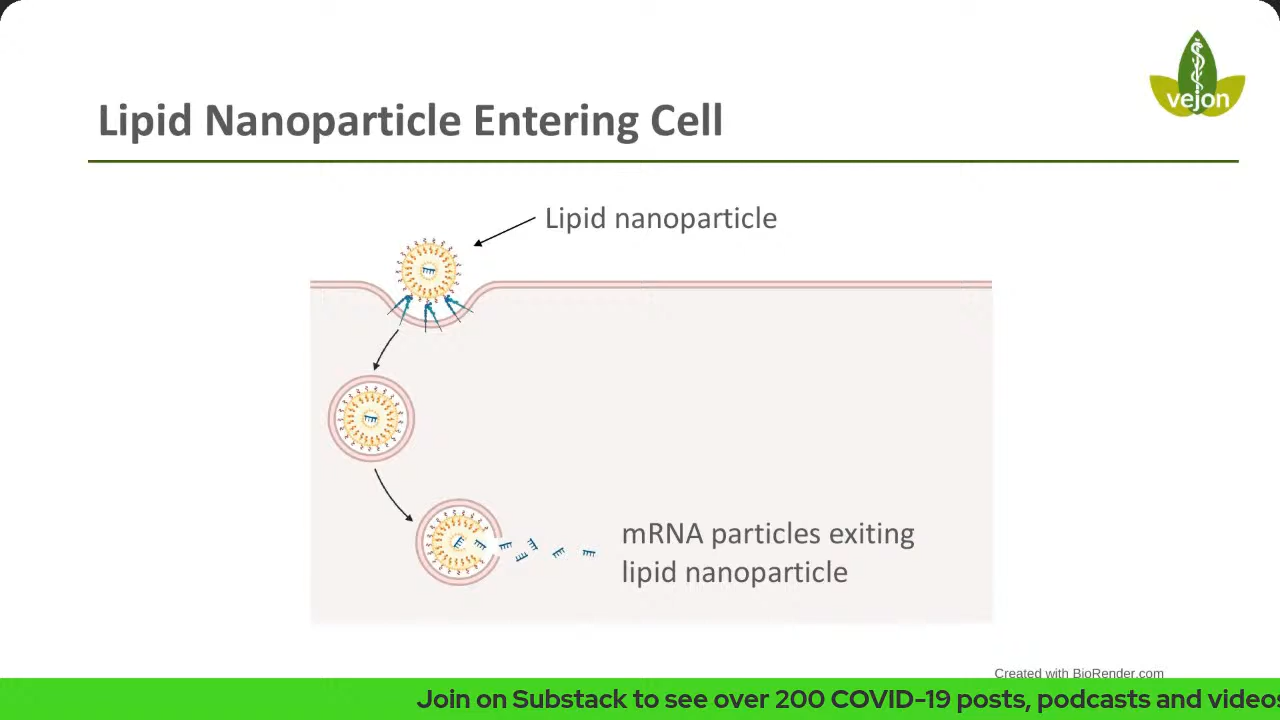 vejon
Lipid Nanoparticle Entering Cell
Lipid nanoparticle
mRNA particles exiting
lipid nanoparticle
Created with BioRender.com
Join on Substack to see over 200 COVID-19 posts, podcasts and videos